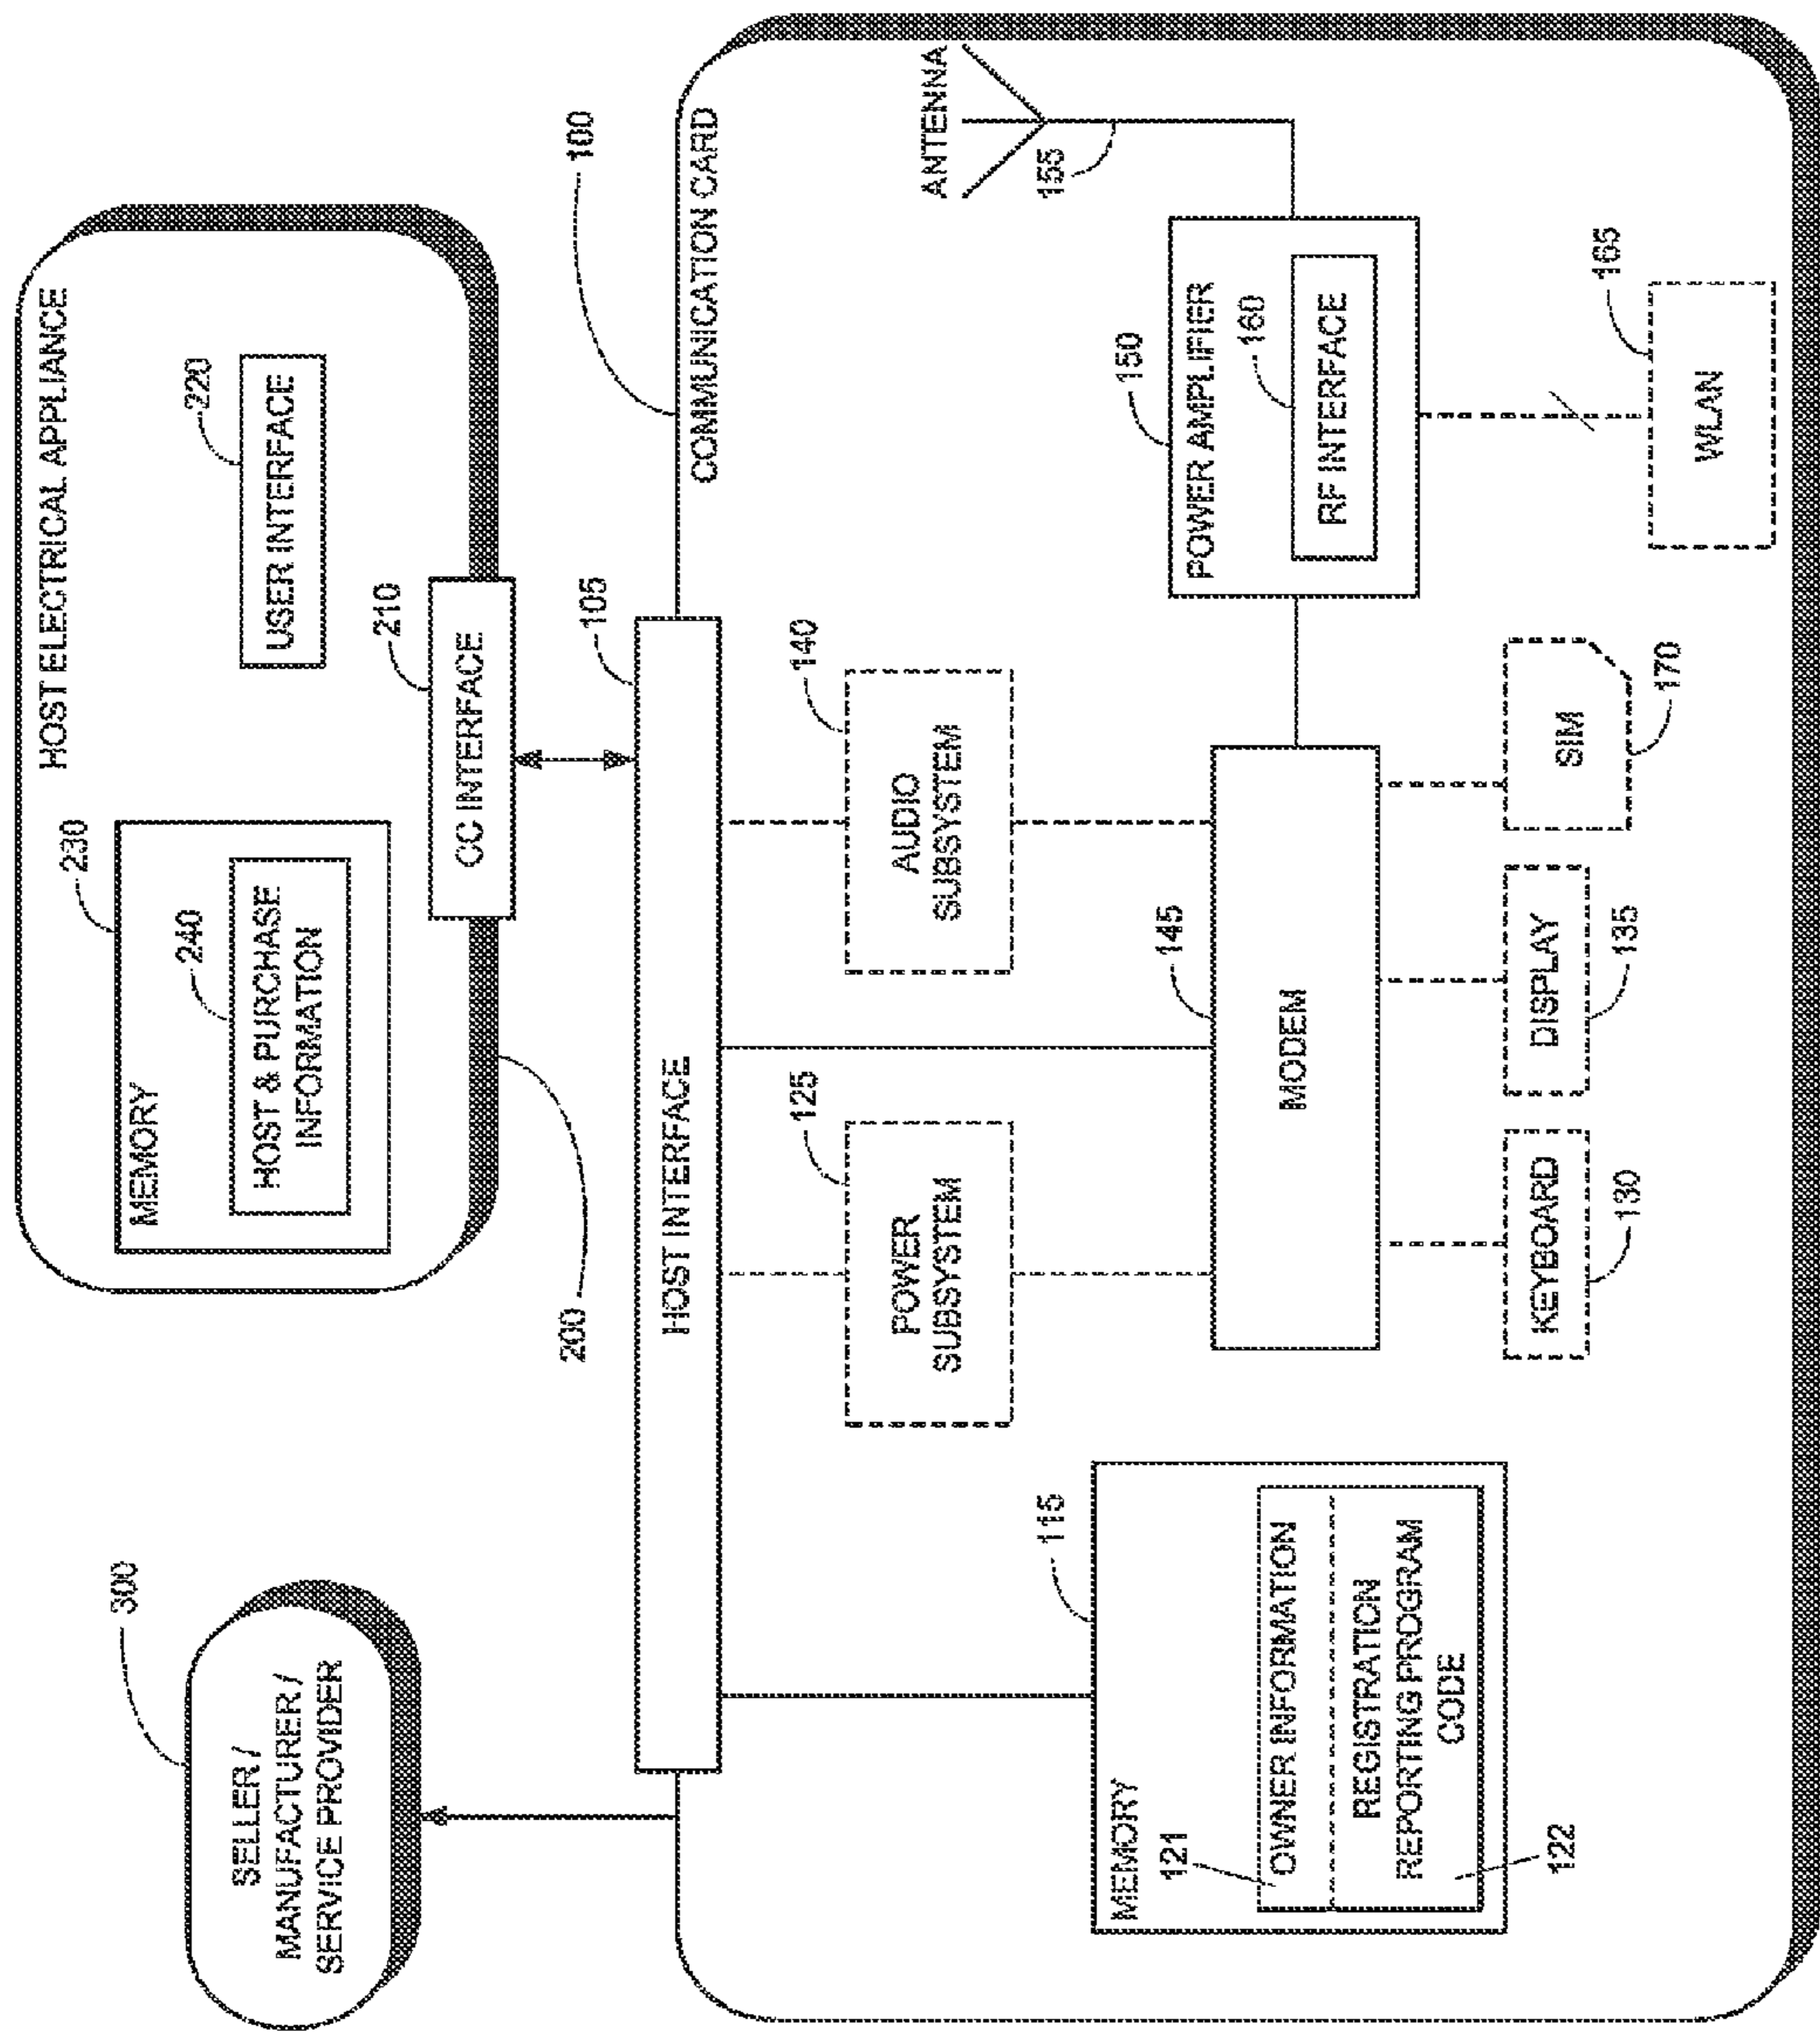 300
SELLER /
MANUFACTURER /
SERVICE PROVIDER
HOST ELECTRICAL APPLIANCE
230
MEMORY
240
HOST & PURCHASE
INFORMATION
220
USER INTERFACE
210
CC INTERFACE
200
105
HOST INTERFACE
100
COMMUNICATION CARD
115
MEMORY
121
OWNER INFORMATION
REGISTRATION
REPORTING PROGRAM
CODE
122
125
POWER
SUBSYSTEM
140
AUDIO
SUBSYSTEM
145
MODEM
KEYBOARD
130
DISPLAY
135
SIM
170
ANTENNA
155
150
POWER AMPLIFIER
160
RF INTERFACE
165
WLAN